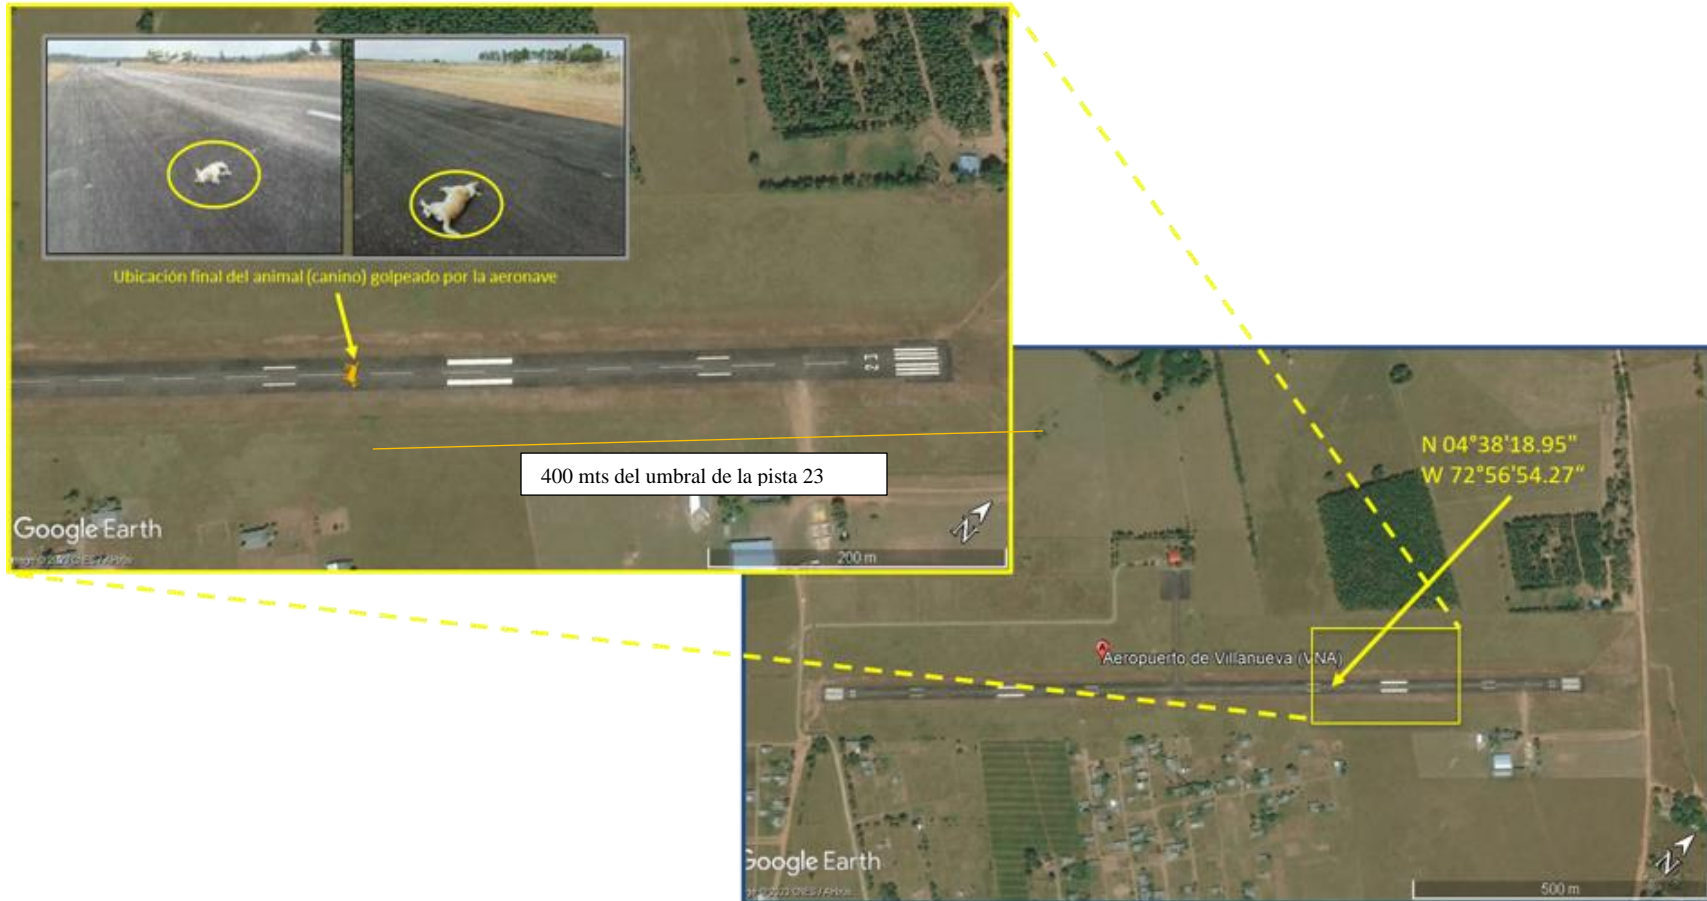 Ubicación final del animal (canino) golpeado por la aeronave
23
400 mts del umbral de la pista 23
Google Earth
N
200 m
N 04°38'18.95"
W 72°56'54.27"
Aeropuerto de Villanueva (VNA)
Google Earth
N
500 m